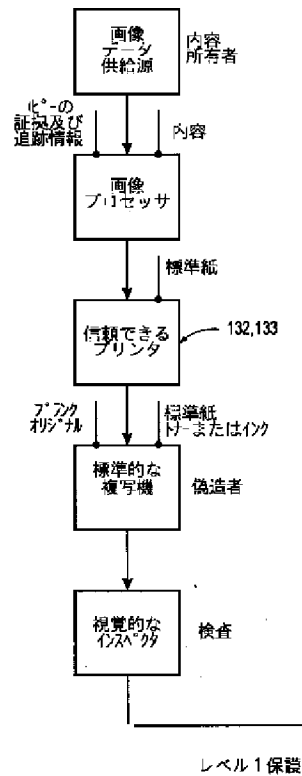 画像
データ
供給源
内容
所有者
ｺﾋﾟｰの
証拠及び
追跡情報
内容
画像
プロセッサ
標準紙
信頼できる
プリンタ
132,133
ﾌﾞﾗﾝｸ
ｵﾘｼﾞﾅﾙ
標準紙
ﾄﾅｰまたはｲﾝｸ
標準的な
複写機
偽造者
視覚的な
ｲﾝｽﾍﾟｸﾀ
検査
レベル1保護